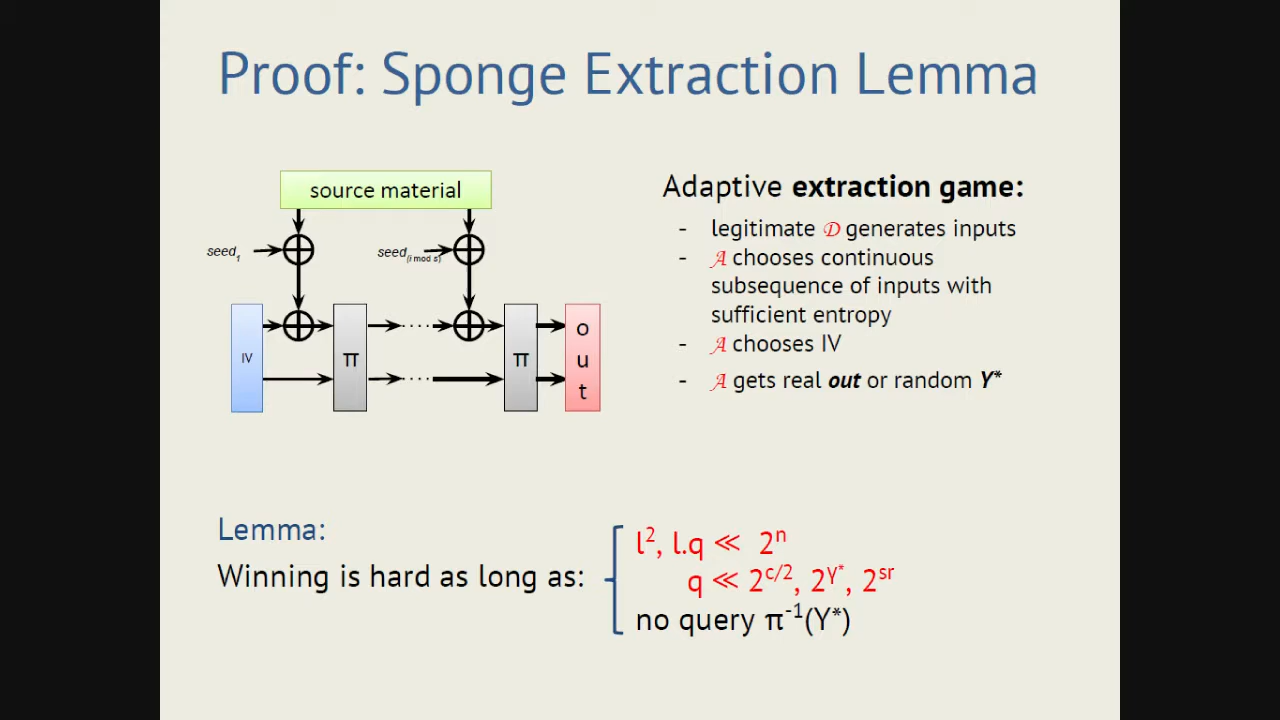 Proof: Sponge Extraction Lemma
source material
seed₁
seed₍ᵢ mod s₎
IV
π
π
o
u
t
Adaptive extraction game:
- legitimate 𝒟 generates inputs
- 𝒜 chooses continuous
subsequence of inputs with
sufficient entropy
- 𝒜 chooses IV
- 𝒜 gets real out or random Y*
Lemma:
Winning is hard as long as:
l², l.q ≪ 2ⁿ
q ≪ 2^{c/2}, 2^{γ*}, 2^{sr}
no query π⁻¹(Y*)